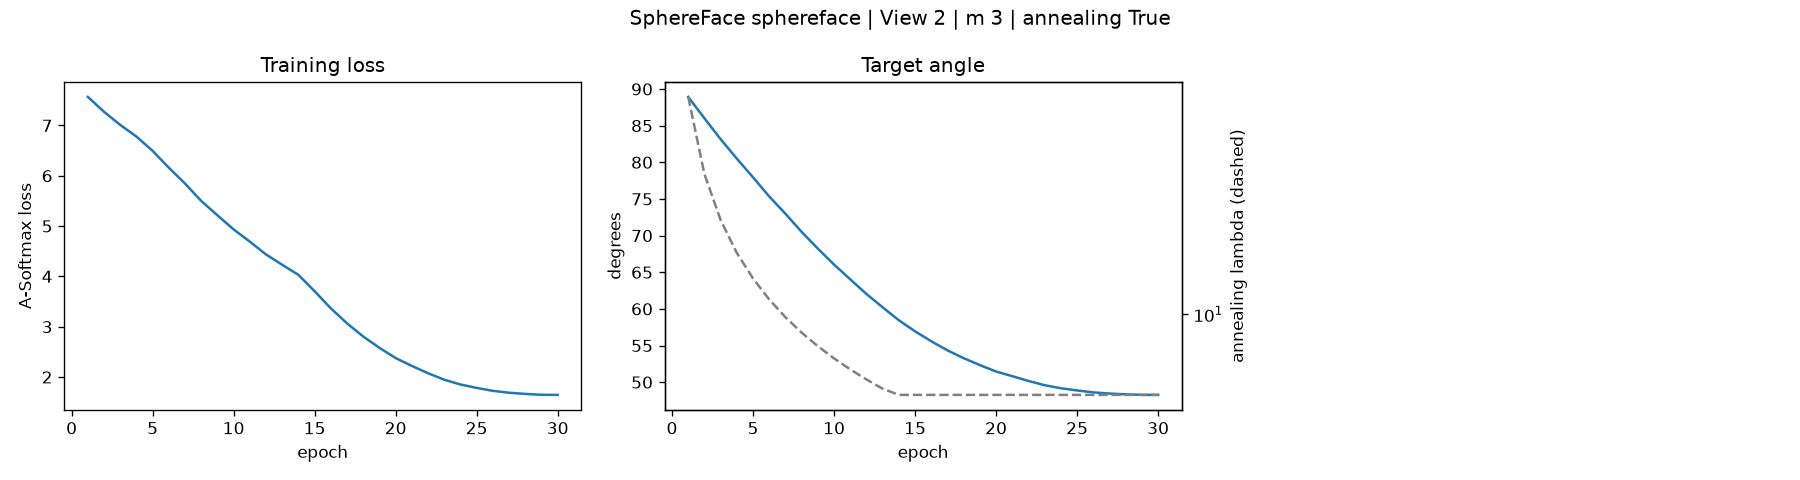 SphereFace sphereface | View 2 | m 3 | annealing True
Training loss
A-Softmax loss
7
6
5
4
3
2
0 5 10 15 20 25 30
epoch
Target angle
degrees
90
85
80
75
70
65
60
55
50
0 5 10 15 20 25 30
epoch
10¹
annealing lambda (dashed)